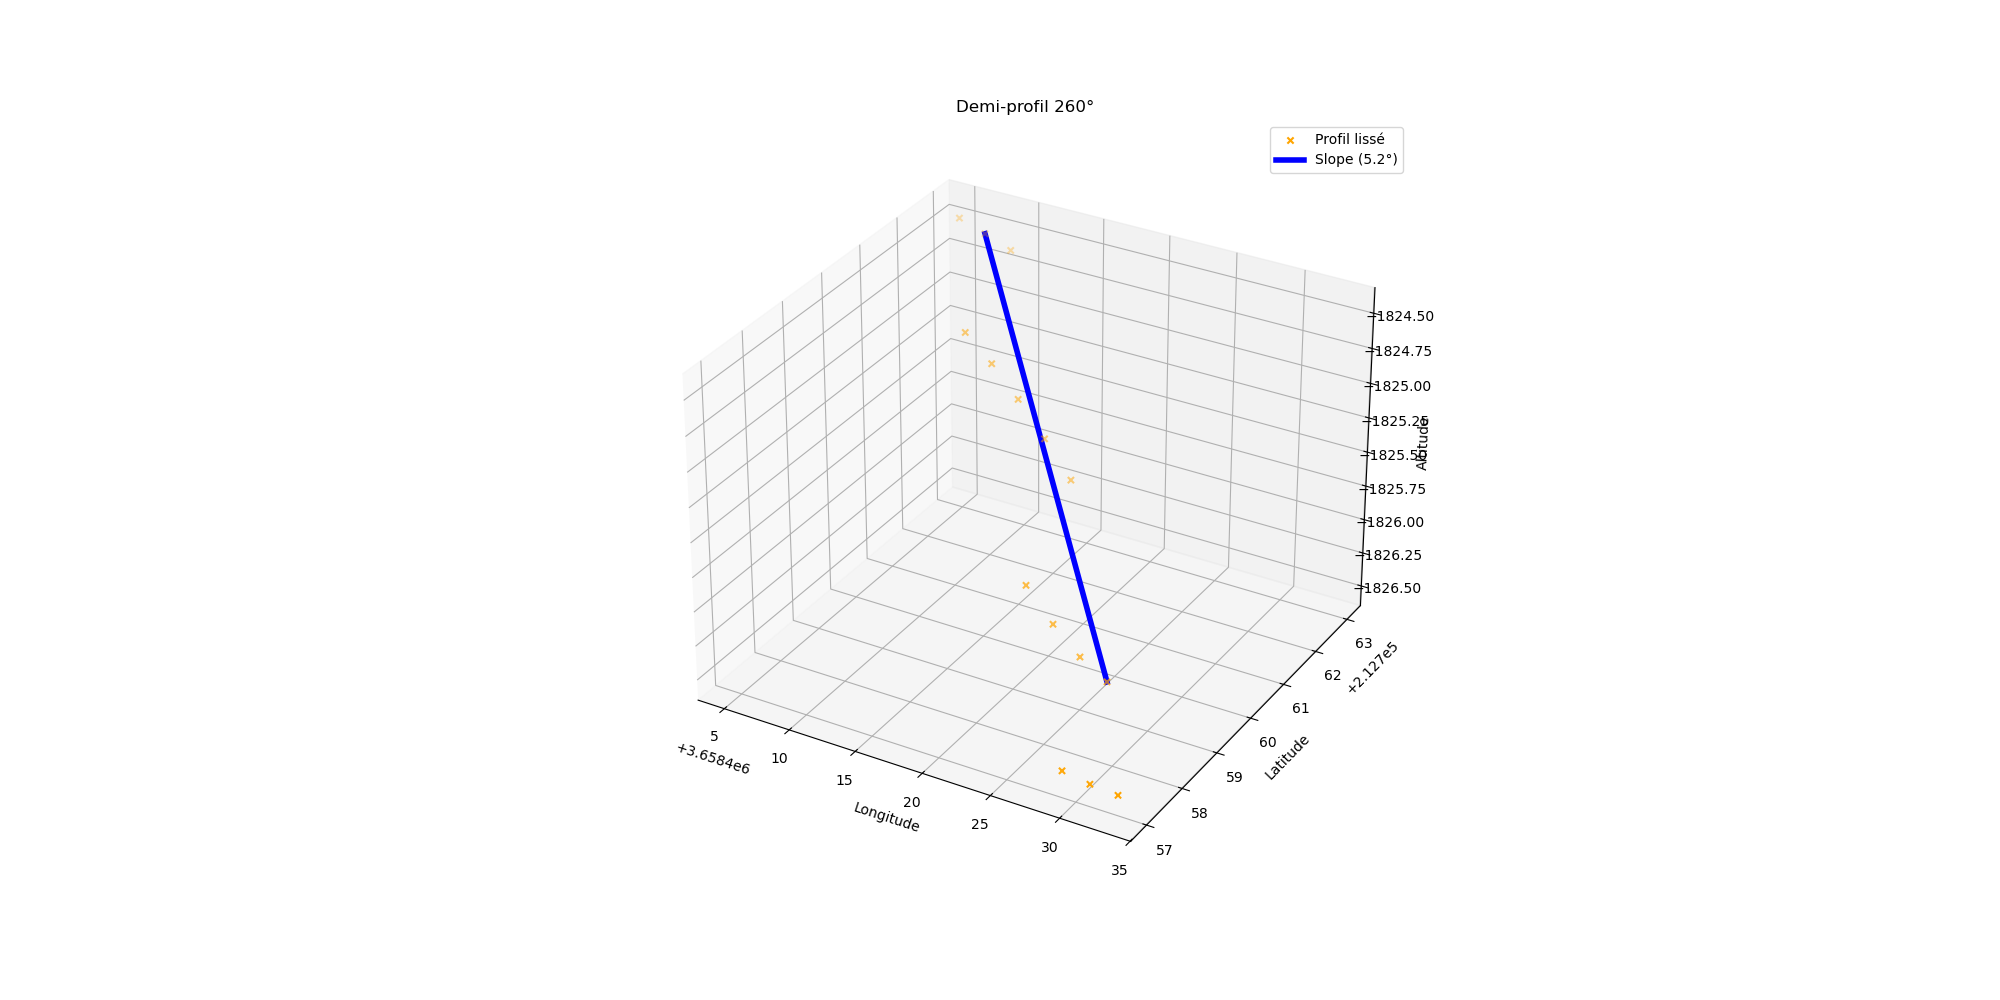 Demi-profil 260°
Profil lissé
Slope (5.2°)
−1824.50
−1824.75
−1825.00
−1825.25
−1825.50
−1825.75
−1826.00
−1826.25
−1826.50
Altitude
63
62
61
60
59
58
57
+2.127e5
Latitude
5
10
15
20
25
30
35
+3.6584e6
Longitude